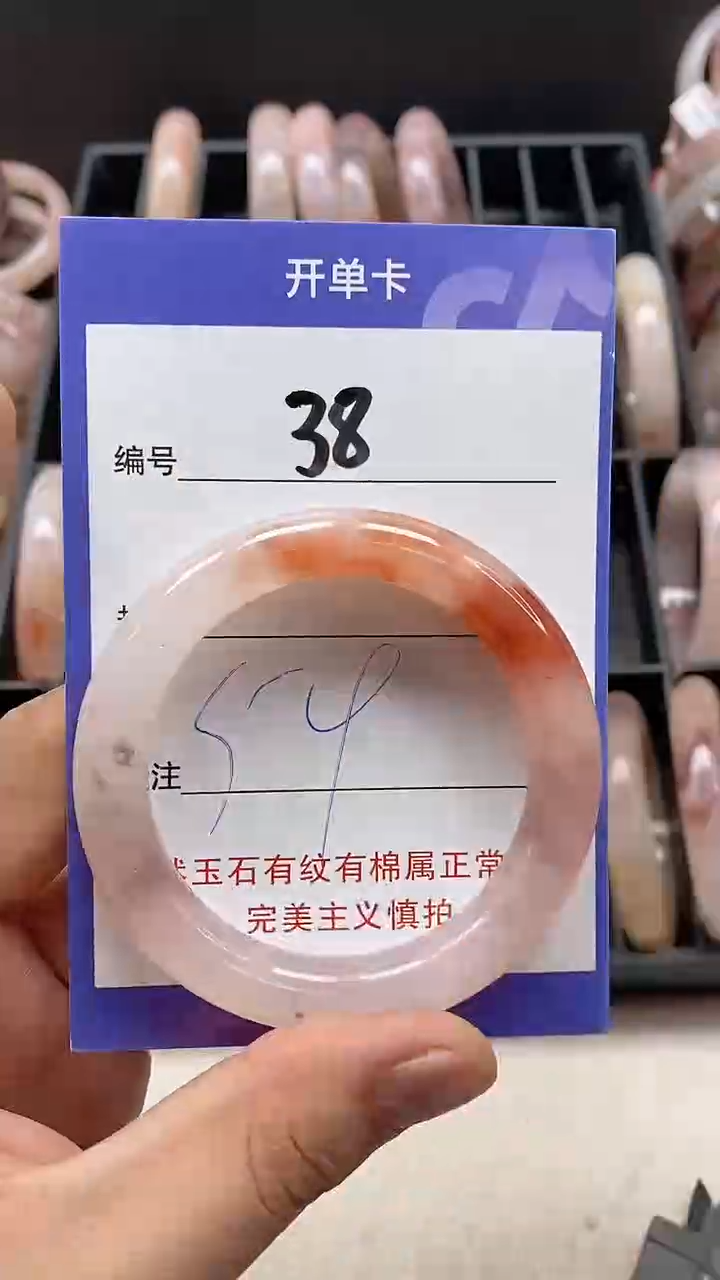 开单卡
编号 38
注 54
玉石有纹有棉属正常
完美主义慎拍